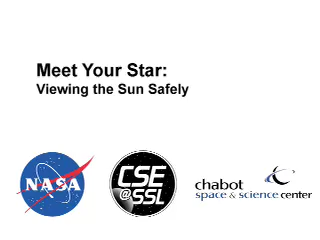 Meet Your Star:
Viewing the Sun Safely
NASA
CSE
@SSL
chabot
space & science center